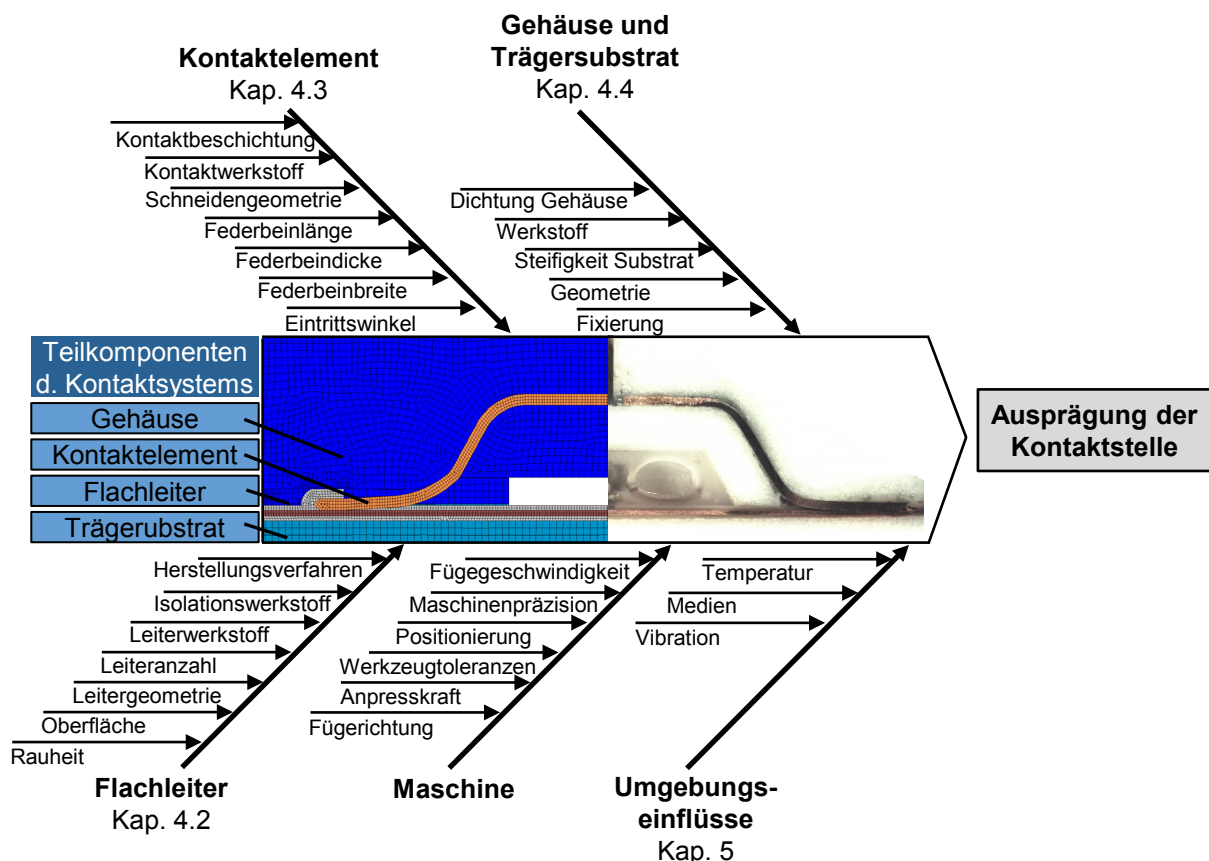 Kontaktelement
Kap. 4.3
Kontaktbeschichtung
Kontaktwerkstoff
Schneidengeometrie
Federbeinlänge
Federbeindicke
Federbeinbreite
Eintrittswinkel
Gehäuse und
Trägersubstrat
Kap. 4.4
Dichtung Gehäuse
Werkstoff
Steifigkeit Substrat
Geometrie
Fixierung
Teilkomponenten
d. Kontaktsystems
Gehäuse
Kontaktelement
Flachleiter
Trägerubstrat
Ausprägung der
Kontaktstelle
Herstellungsverfahren
Isolationswerkstoff
Leiterwerkstoff
Leiteranzahl
Leitergeometrie
Oberfläche
Rauheit
Flachleiter
Kap. 4.2
Fügegeschwindigkeit
Maschinenpräzision
Positionierung
Werkzeugtoleranzen
Anpresskraft
Fügerichtung
Maschine
Temperatur
Medien
Vibration
Umgebungs-
einflüsse
Kap. 5